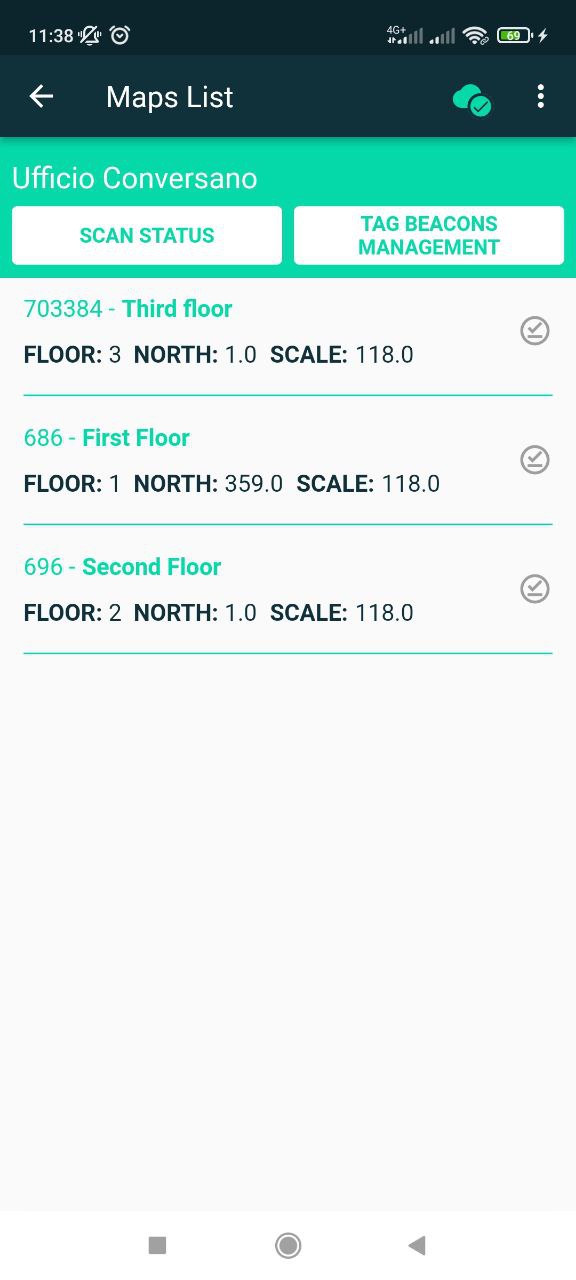 11:38
4G+
69
Maps List
Ufficio Conversano
SCAN STATUS
TAG BEACONS
MANAGEMENT
703384 - Third floor
FLOOR: 3 NORTH: 1.0 SCALE: 118.0
686 - First Floor
FLOOR: 1 NORTH: 359.0 SCALE: 118.0
696 - Second Floor
FLOOR: 2 NORTH: 1.0 SCALE: 118.0